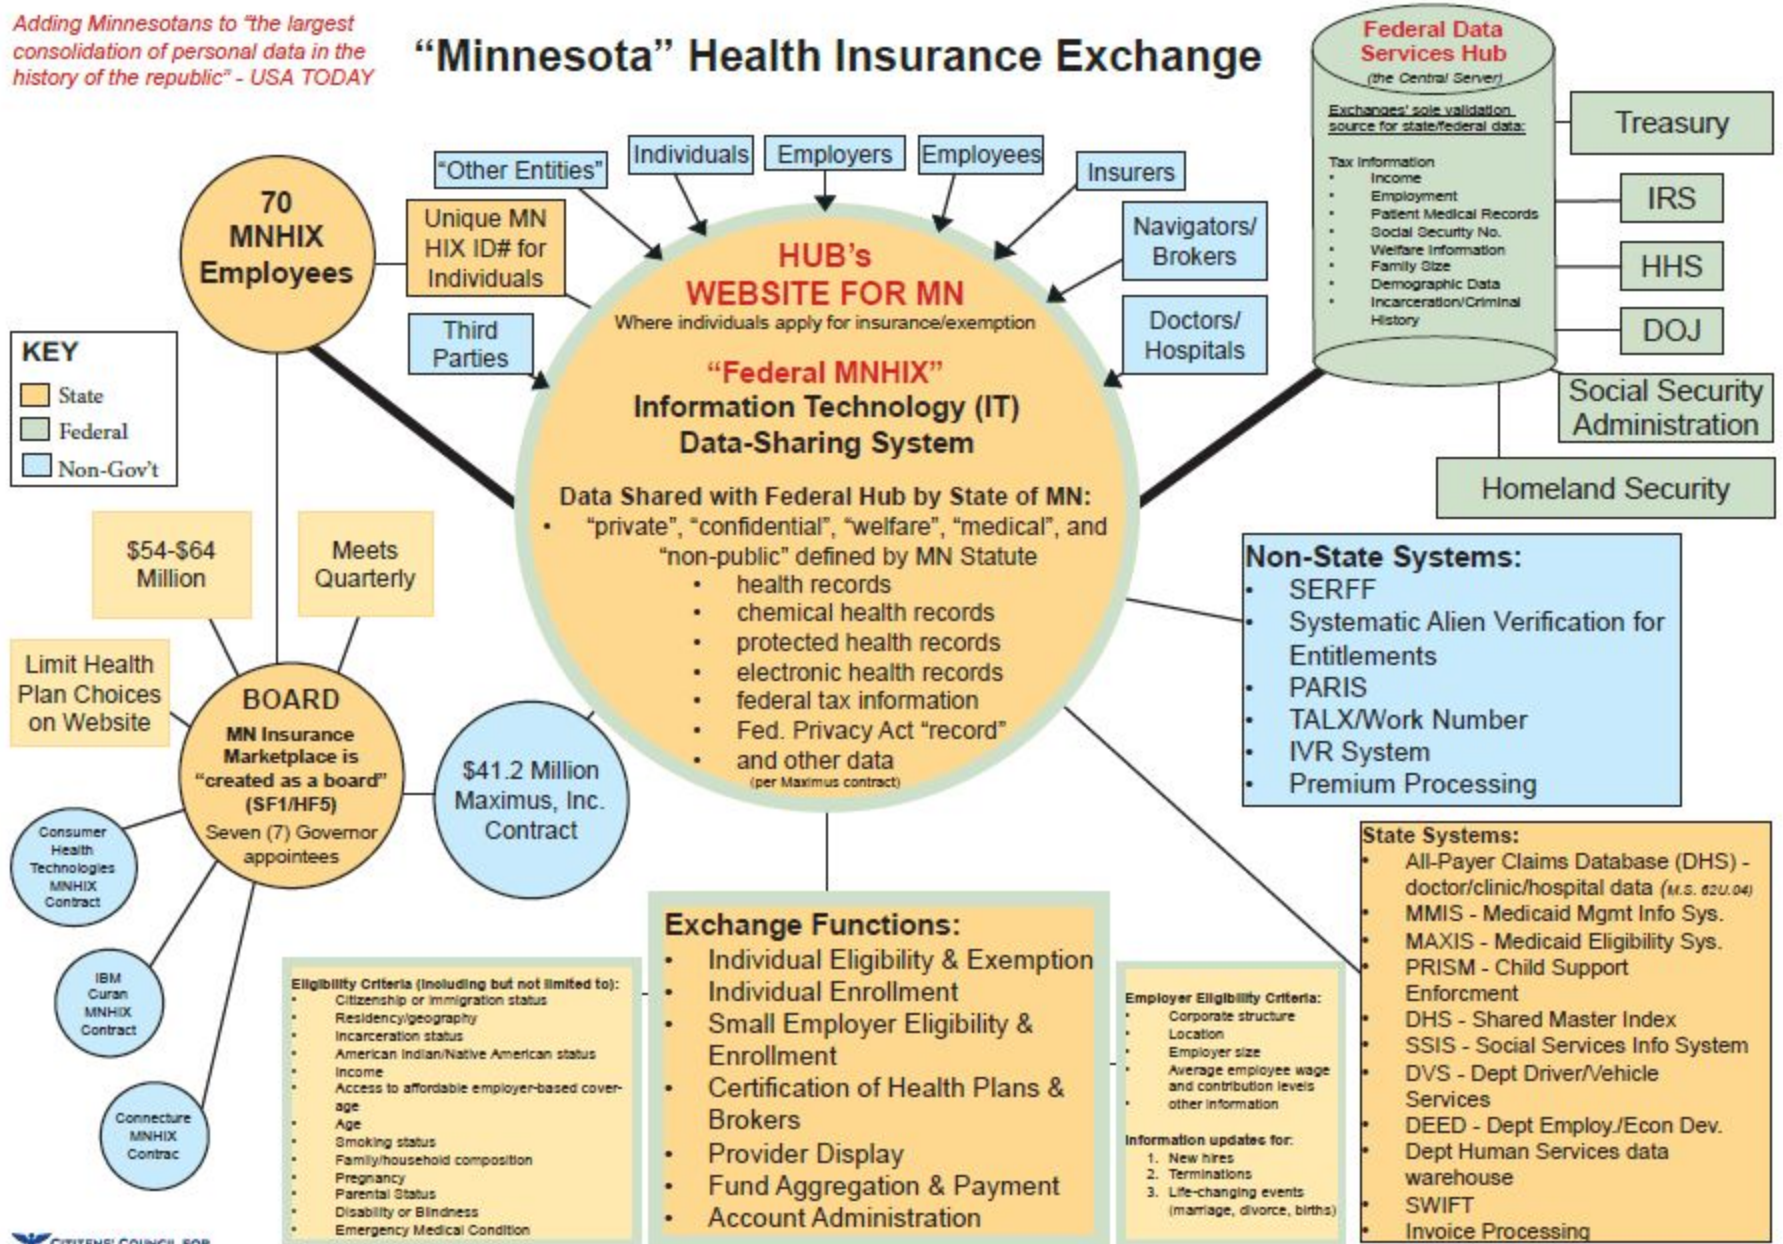 Adding Minnesotans to "the largest
consolidation of personal data in the
history of the republic" - USA TODAY
“Minnesota” Health Insurance Exchange
Federal Data
Services Hub
(the Central Server)
Exchanges' sole validation
source for state/federal data:
Tax Information
• Income
• Employment
• Patient Medical Records
• Social Security No.
• Welfare Information
• Family Size
• Demographic Data
• Incarceration/Criminal
History
Treasury
IRS
HHS
DOJ
Social Security
Administration
Homeland Security
70
MNHIX
Employees
Unique MN
HIX ID# for
Individuals
“Other Entities”
Individuals
Employers
Employees
Insurers
Navigators/
Brokers
Doctors/
Hospitals
Third
Parties
KEY
State
Federal
Non-Gov't
HUB's
WEBSITE FOR MN
Where individuals apply for insurance/exemption
“Federal MNHIX”
Information Technology (IT)
Data-Sharing System
Data Shared with Federal Hub by State of MN:
• “private”, “confidential”, “welfare”, “medical”, and
“non-public” defined by MN Statute
• health records
• chemical health records
• protected health records
• electronic health records
• federal tax information
• Fed. Privacy Act “record”
• and other data
(per Maximus contract)
$54-$64
Million
Meets
Quarterly
Limit Health
Plan Choices
on Website
BOARD
MN Insurance
Marketplace is
“created as a board”
(SF1/HF5)
Seven (7) Governor
appointees
$41.2 Million
Maximus, Inc.
Contract
Consumer
Health
Technologies
MNHIX
Contract
IBM
Curan
MNHIX
Contract
Connecture
MNHIX
Contrac
Non-State Systems:
• SERFF
• Systematic Alien Verification for
Entitlements
• PARIS
• TALX/Work Number
• IVR System
• Premium Processing
State Systems:
• All-Payer Claims Database (DHS) -
doctor/clinic/hospital data (M.S. 62U.04)
• MMIS - Medicaid Mgmt Info Sys.
• MAXIS - Medicaid Eligibility Sys.
• PRISM - Child Support
Enforcment
• DHS - Shared Master Index
• SSIS - Social Services Info System
• DVS - Dept Driver/Vehicle
Services
• DEED - Dept Employ./Econ Dev.
• Dept Human Services data
warehouse
• SWIFT
• Invoice Processing
Exchange Functions:
• Individual Eligibility & Exemption
• Individual Enrollment
• Small Employer Eligibility &
Enrollment
• Certification of Health Plans &
Brokers
• Provider Display
• Fund Aggregation & Payment
• Account Administration
Eligibility Criteria (including but not limited to):
• Citizenship or immigration status
• Residency/geography
• Incarceration status
• American Indian/Native American status
• Income
• Access to affordable employer-based cover-
age
• Age
• Smoking status
• Family/household composition
• Pregnancy
• Parental Status
• Disability or Blindness
• Emergency Medical Condition
Employer Eligibility Criteria:
• Corporate structure
• Location
• Employer size
• Average employee wage
and contribution levels
• other information
Information updates for:
1. New hires
2. Terminations
3. Life-changing events
(marriage, divorce, births)
CITIZENS' COUNCIL FOR